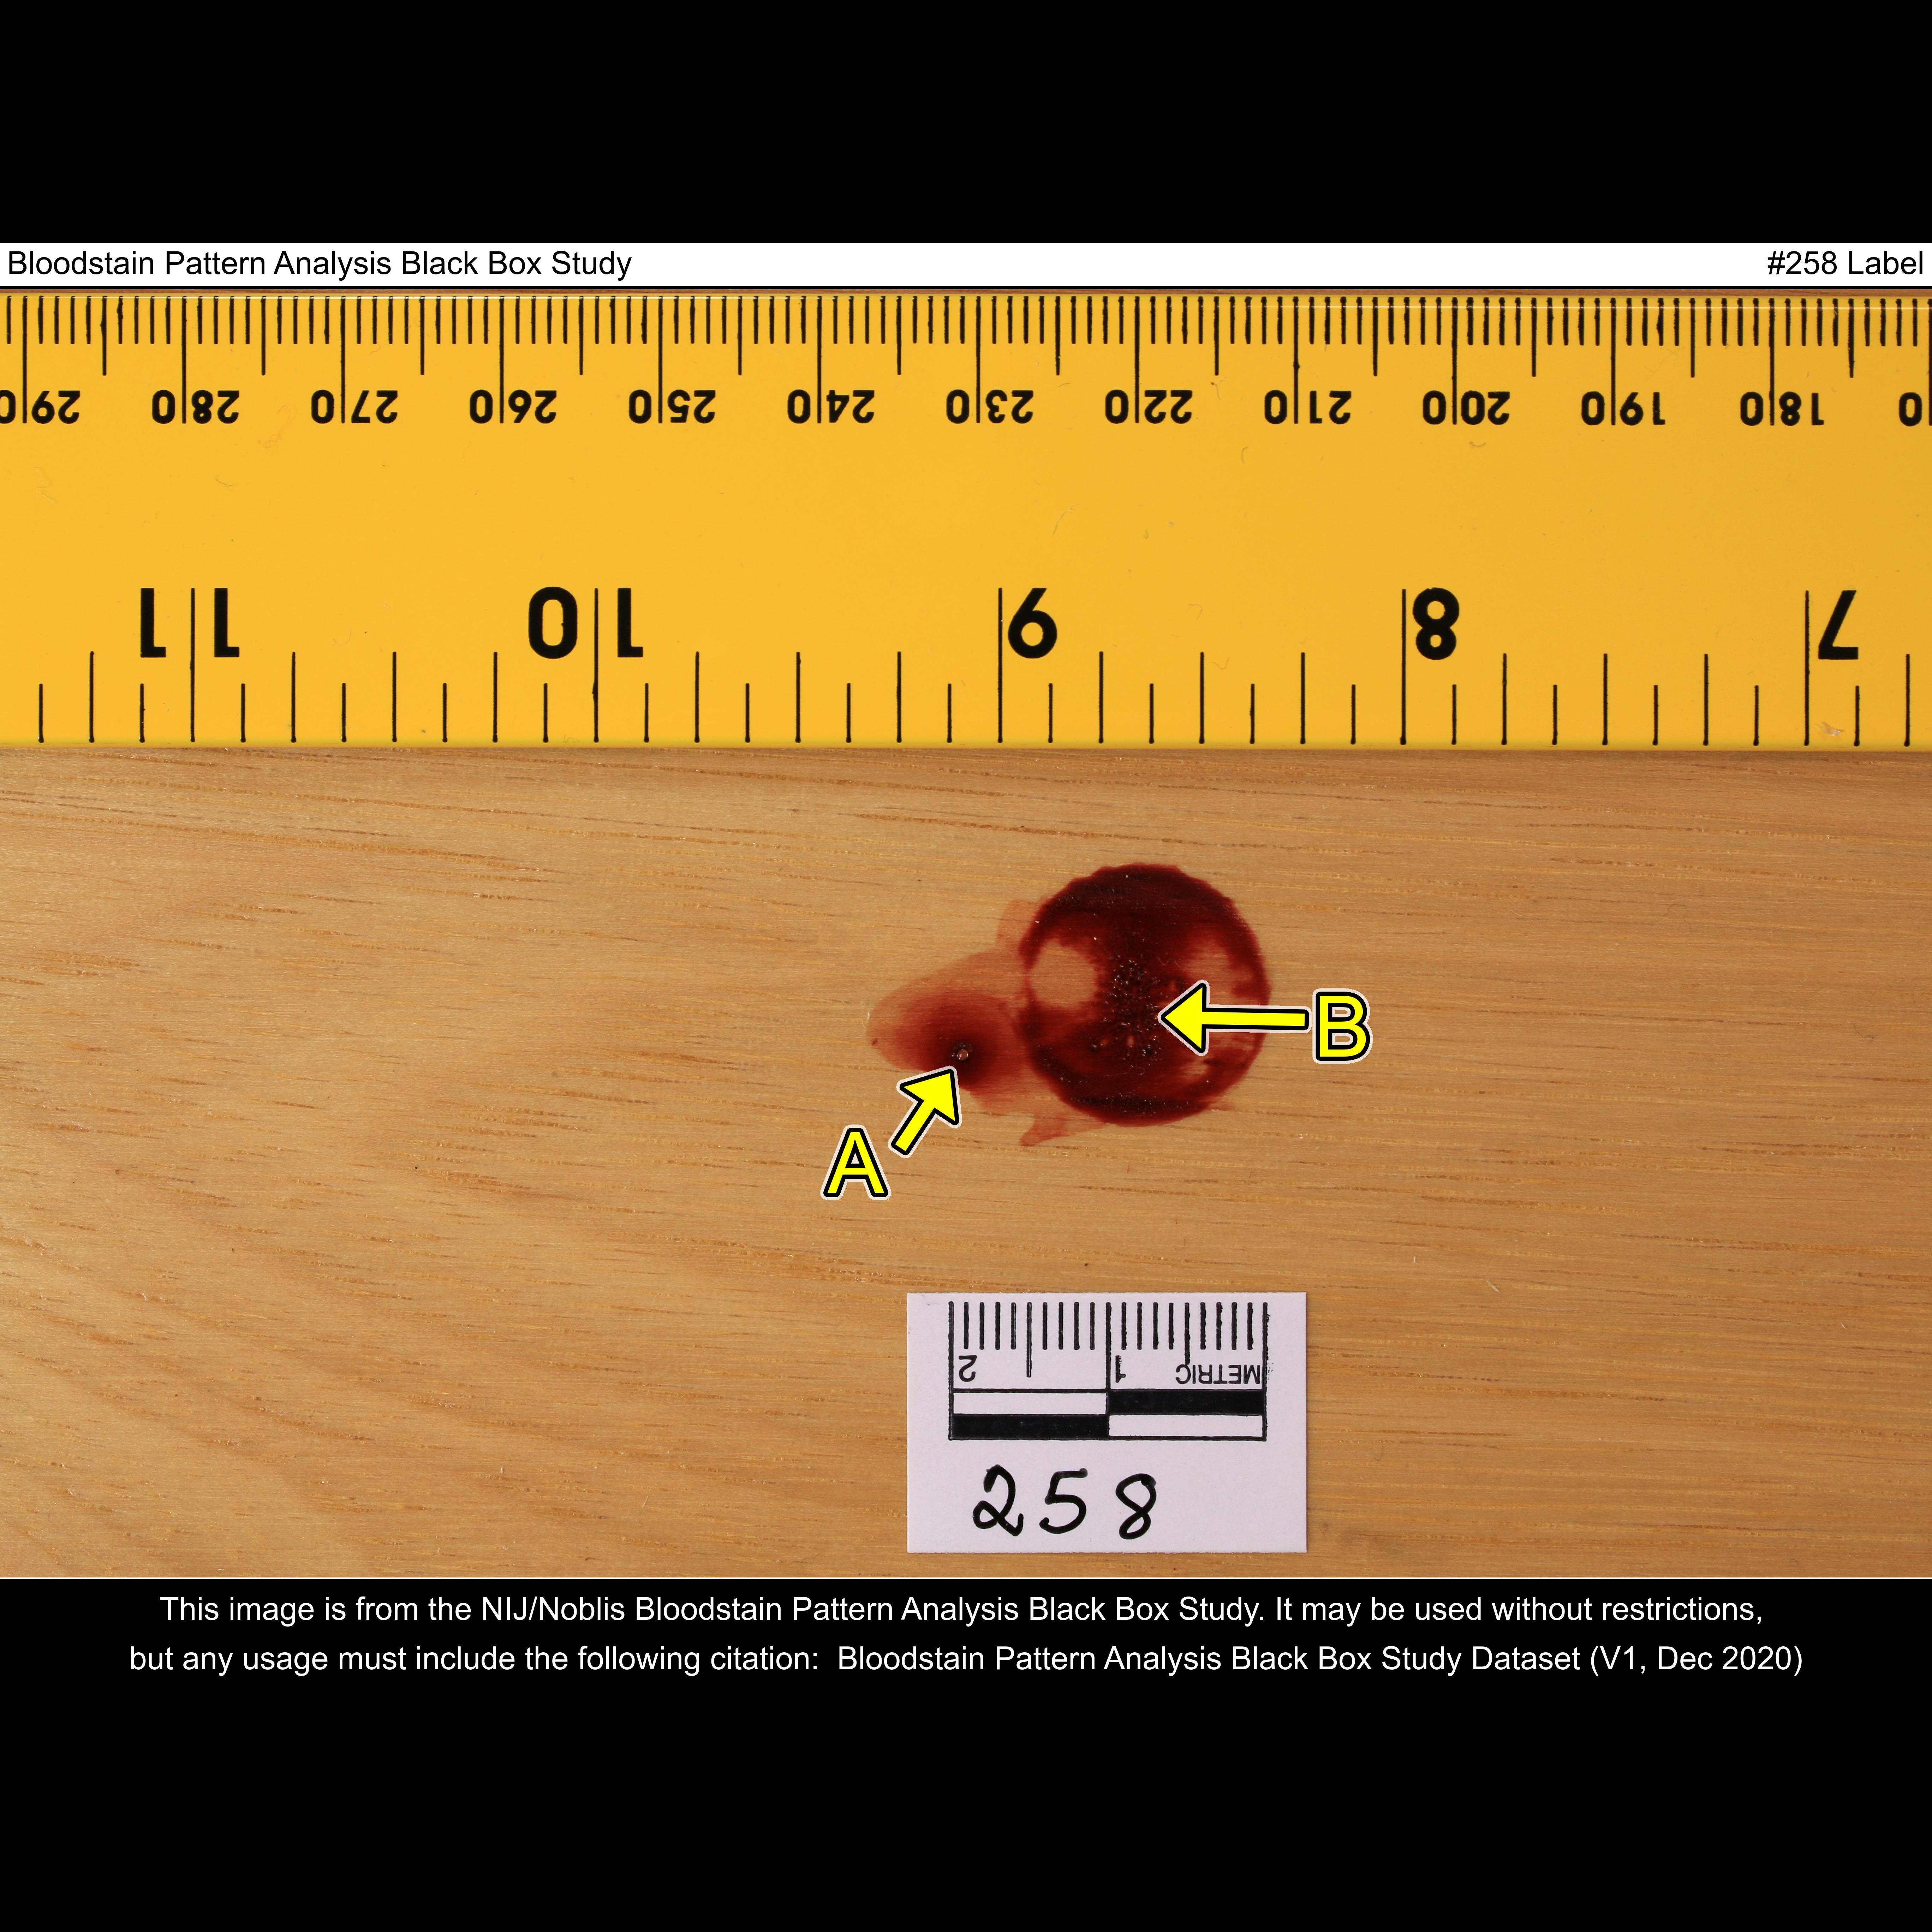 Bloodstain Pattern Analysis Black Box Study
#258 Label
290 280 270 260 250 240 230 220 210 200 190 180 0
11 10 9 8 7
B
A
2 1 METRIC
258
This image is from the NIJ/Noblis Bloodstain Pattern Analysis Black Box Study. It may be used without restrictions,
but any usage must include the following citation:  Bloodstain Pattern Analysis Black Box Study Dataset (V1, Dec 2020)